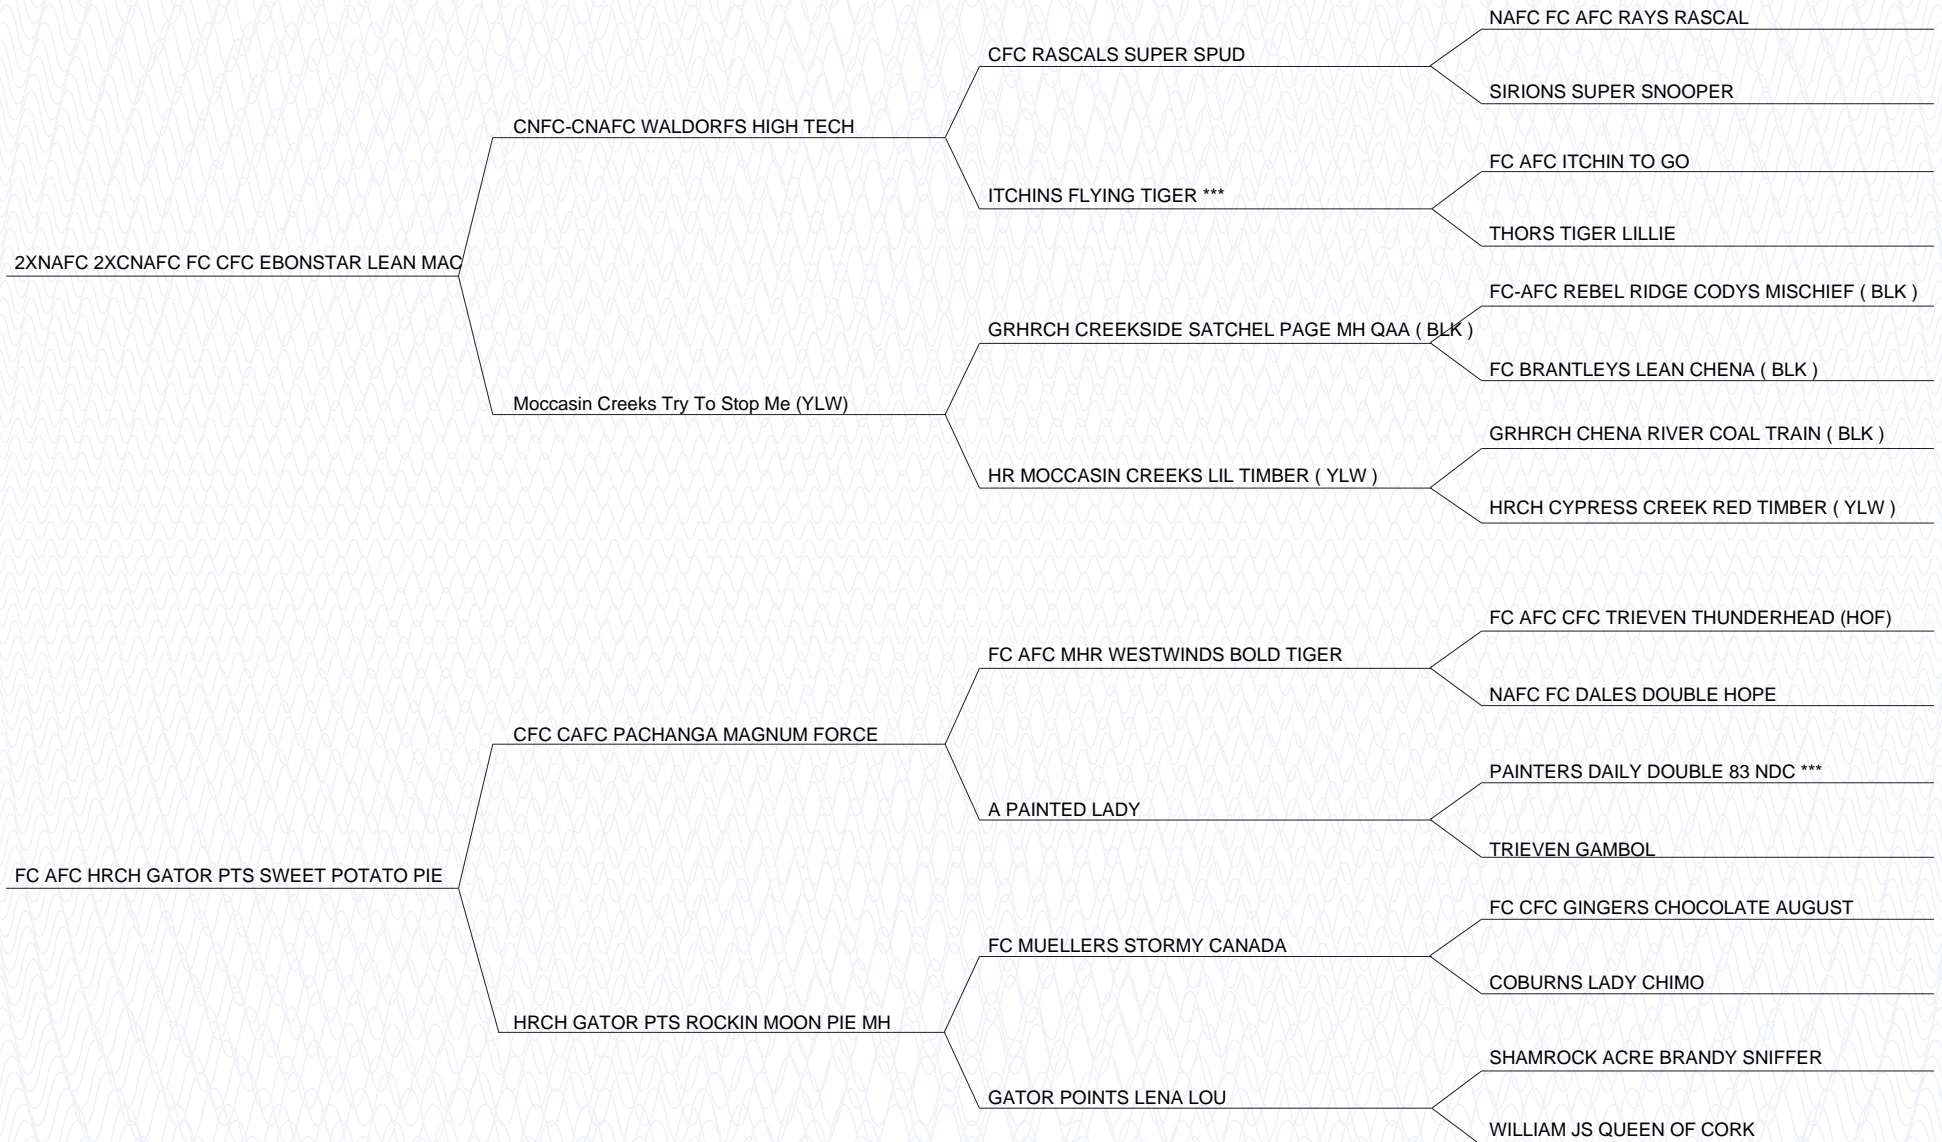 NAFC FC AFC RAYS RASCAL
CFC RASCALS SUPER SPUD
SIRIONS SUPER SNOOPER
CNFC-CNAFC WALDORFS HIGH TECH
FC AFC ITCHIN TO GO
ITCHINS FLYING TIGER ***
THORS TIGER LILLIE
2XNAFC 2XCNAFC FC CFC EBONSTAR LEAN MAC
FC-AFC REBEL RIDGE CODYS MISCHIEF ( BLK )
GRHRCH CREEKSIDE SATCHEL PAGE MH QAA ( BLK )
FC BRANTLEYS LEAN CHENA ( BLK )
Moccasin Creeks Try To Stop Me (YLW)
GRHRCH CHENA RIVER COAL TRAIN ( BLK )
HR MOCCASIN CREEKS LIL TIMBER ( YLW )
HRCH CYPRESS CREEK RED TIMBER ( YLW )
FC AFC CFC TRIEVEN THUNDERHEAD (HOF)
FC AFC MHR WESTWINDS BOLD TIGER
NAFC FC DALES DOUBLE HOPE
CFC CAFC PACHANGA MAGNUM FORCE
PAINTERS DAILY DOUBLE 83 NDC ***
A PAINTED LADY
TRIEVEN GAMBOL
FC AFC HRCH GATOR PTS SWEET POTATO PIE
FC CFC GINGERS CHOCOLATE AUGUST
FC MUELLERS STORMY CANADA
COBURNS LADY CHIMO
HRCH GATOR PTS ROCKIN MOON PIE MH
SHAMROCK ACRE BRANDY SNIFFER
GATOR POINTS LENA LOU
WILLIAM JS QUEEN OF CORK